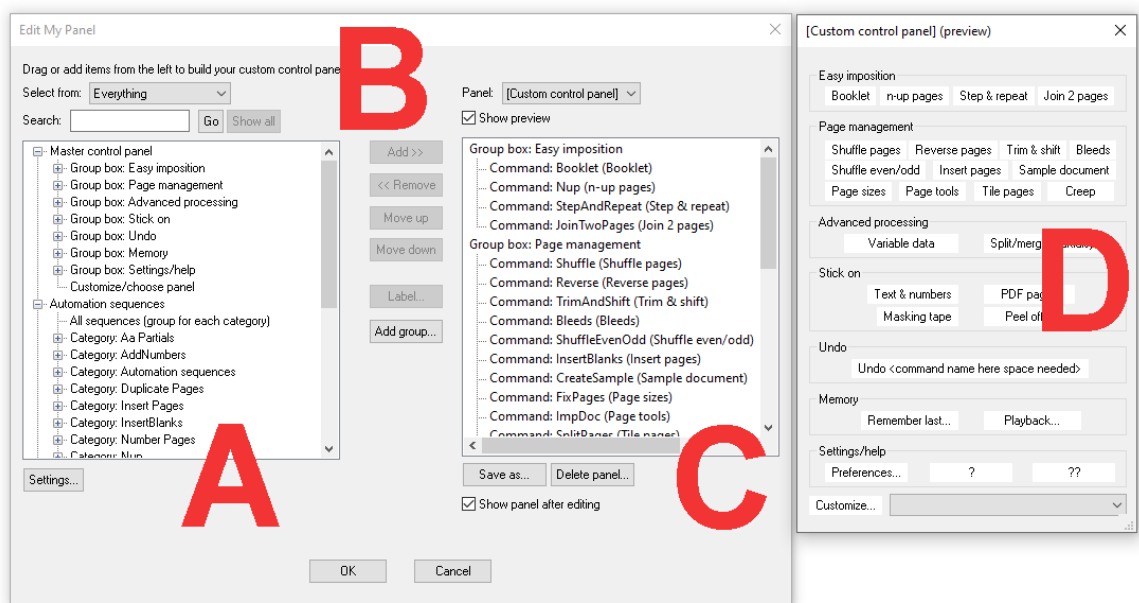 Edit My Panel
Drag or add items from the left to build your custom control pane
Select from: Everything
Search: Go Show all
Master control panel
Group box: Easy imposition
Group box: Page management
Group box: Advanced processing
Group box: Stick on
Group box: Undo
Group box: Memory
Group box: Settings/help
Customize/choose panel
Automation sequences
All sequences (group for each category)
Category: Aa Partials
Category: AddNumbers
Category: Automation sequences
Category: Duplicate Pages
Category: Insert Pages
Category: InsertBlanks
Category: Number Pages
Category: Nup
Settings...
A
B
Add >>
<< Remove
Move up
Move down
Label...
Add group...
Panel: [Custom control panel]
Show preview
Group box: Easy imposition
Command: Booklet (Booklet)
Command: Nup (n-up pages)
Command: StepAndRepeat (Step & repeat)
Command: JoinTwoPages (Join 2 pages)
Group box: Page management
Command: Shuffle (Shuffle pages)
Command: Reverse (Reverse pages)
Command: TrimAndShift (Trim & shift)
Command: Bleeds (Bleeds)
Command: ShuffleEvenOdd (Shuffle even/odd)
Command: InsertBlanks (Insert pages)
Command: CreateSample (Sample document)
Command: FixPages (Page sizes)
Command: ImpDoc (Page tools)
Command: SplitPages (Tile pages)
Save as... Delete panel...
Show panel after editing
C
OK Cancel
[Custom control panel] (preview)
Easy imposition
Booklet n-up pages Step & repeat Join 2 pages
Page management
Shuffle pages Reverse pages Trim & shift Bleeds
Shuffle even/odd Insert pages Sample document
Page sizes Page tools Tile pages Creep
Advanced processing
Variable data
Stick on
Text & numbers PDF
Masking tape Peel
D
Undo
Undo <command name here space needed>
Memory
Remember last... Playback...
Settings/help
Preferences... ? ??
Customize...